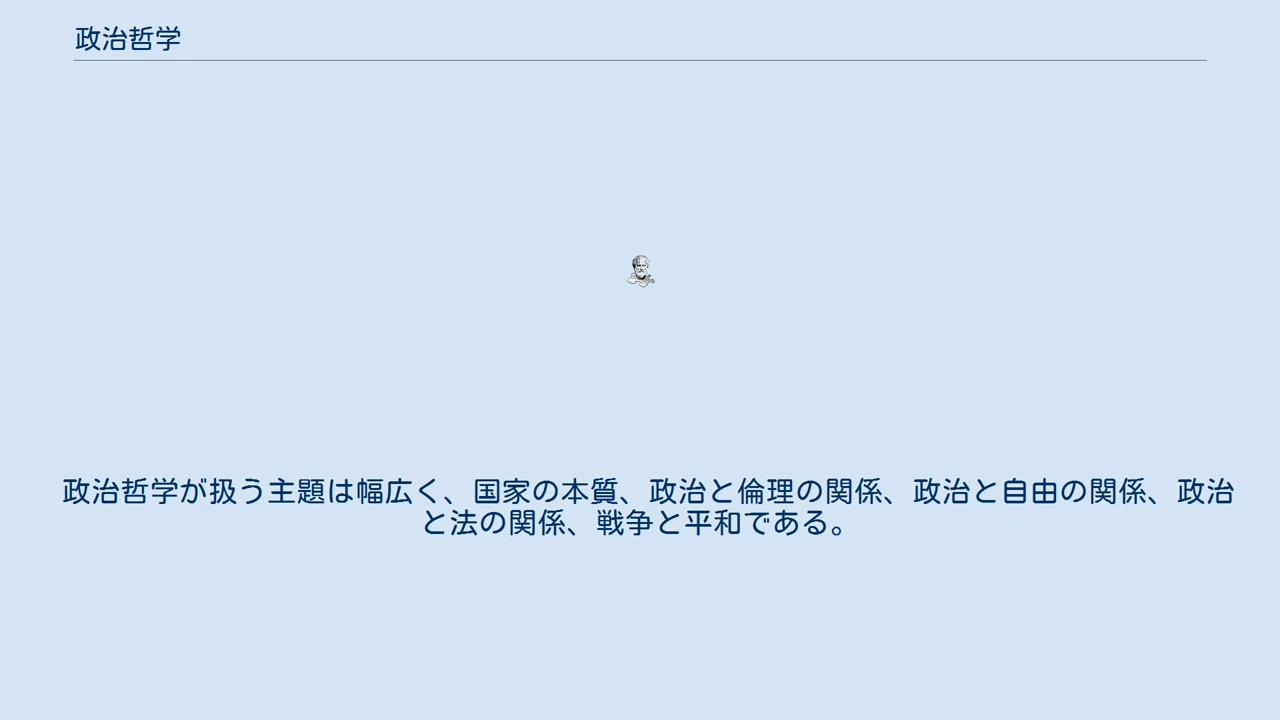 政治哲学
政治哲学が扱う主題は幅広く、国家の本質、政治と倫理の関係、政治と自由の関係、政治
と法の関係、戦争と平和である。